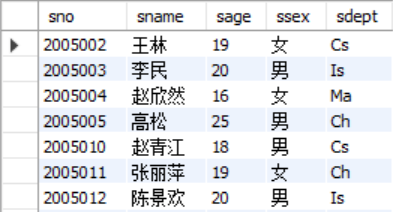 sno sname sage ssex sdept
2005002 王林 19 女 Cs
2005003 李民 20 男 Is
2005004 赵欣然 16 女 Ma
2005005 高松 25 男 Ch
2005010 赵青江 18 男 Cs
2005011 张丽萍 19 女 Ch
2005012 陈景欢 20 男 Is